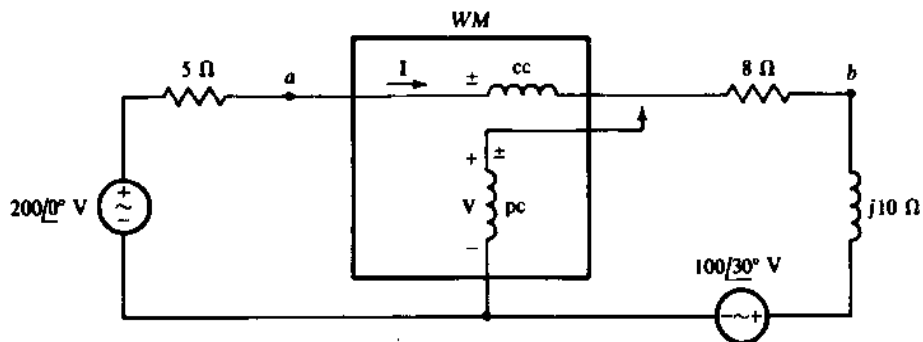 WM
5 Ω
a
I
±
cc
8 Ω
b
+
±
200/0° V
+
~
−
V
pc
j10 Ω
−
100/30° V
−~+